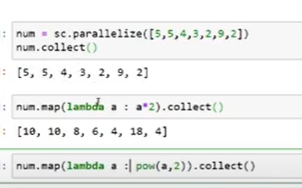 num = sc.parallelize([5,5,4,3,2,9,2])
num.collect()
[5, 5, 4, 3, 2, 9, 2]
num.map(lambda a : a*2).collect()
[10, 10, 8, 6, 4, 18, 4]
num.map(lambda a : pow(a,2)).collect()